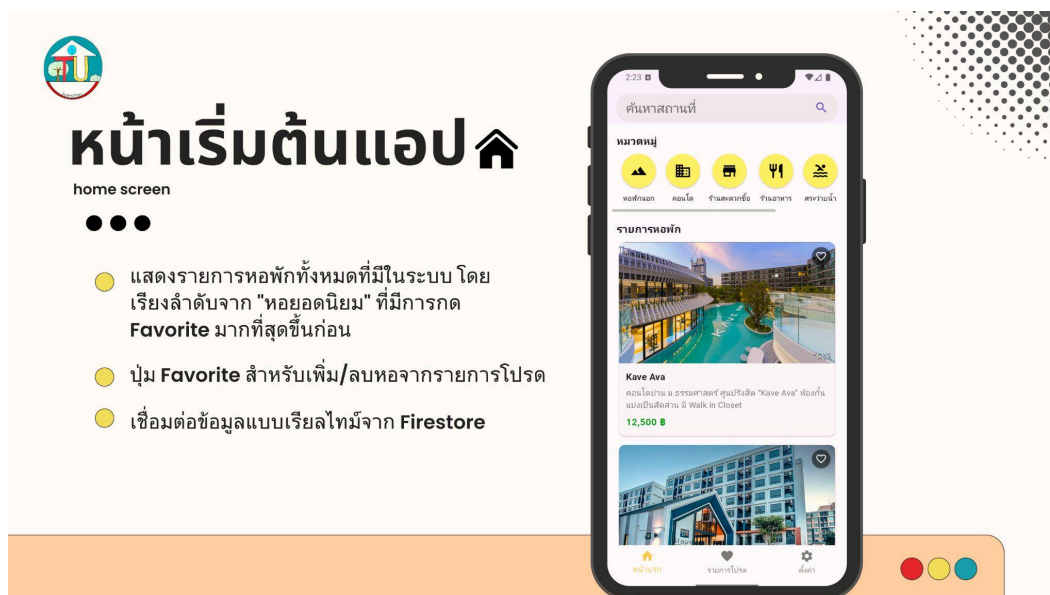 TU
หน้าเริ่มต้นแอป
home screen
แสดงรายการหอพักทั้งหมดที่มีในระบบ โดย
เรียงลำดับจาก "หอยอดนิยม" ที่มีการกด
Favorite มากที่สุดขึ้นก่อน
ปุ่ม Favorite สำหรับเพิ่ม/ลบหอจากรายการโปรด
เชื่อมต่อข้อมูลแบบเรียลไทม์จาก Firestore
2:23
ค้นหาสถานที่
หมวดหมู่
หอพักนอก คอนโด ร้านสะดวกซื้อ ร้านอาหาร สระว่ายน้ำ
รายการหอพัก
KAVE
KAVE
Kave Ava
คอนโดย่าน ม.ธรรมศาสตร์ ศูนย์รังสิต "Kave Ava" ห้องกั้น
แบ่งเป็นสัดส่วน มี Walk in Closet
12,500 ฿
หน้าแรก รายการโปรด ตั้งค่า